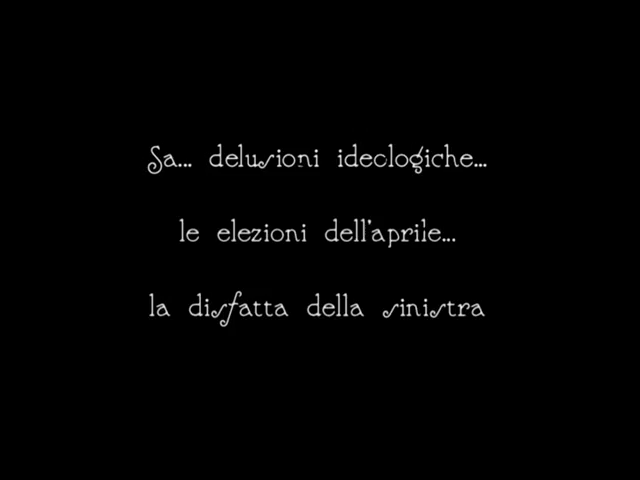 Sa... delusioni ideologiche...
le elezioni dell'aprile...
la disfatta della sinistra